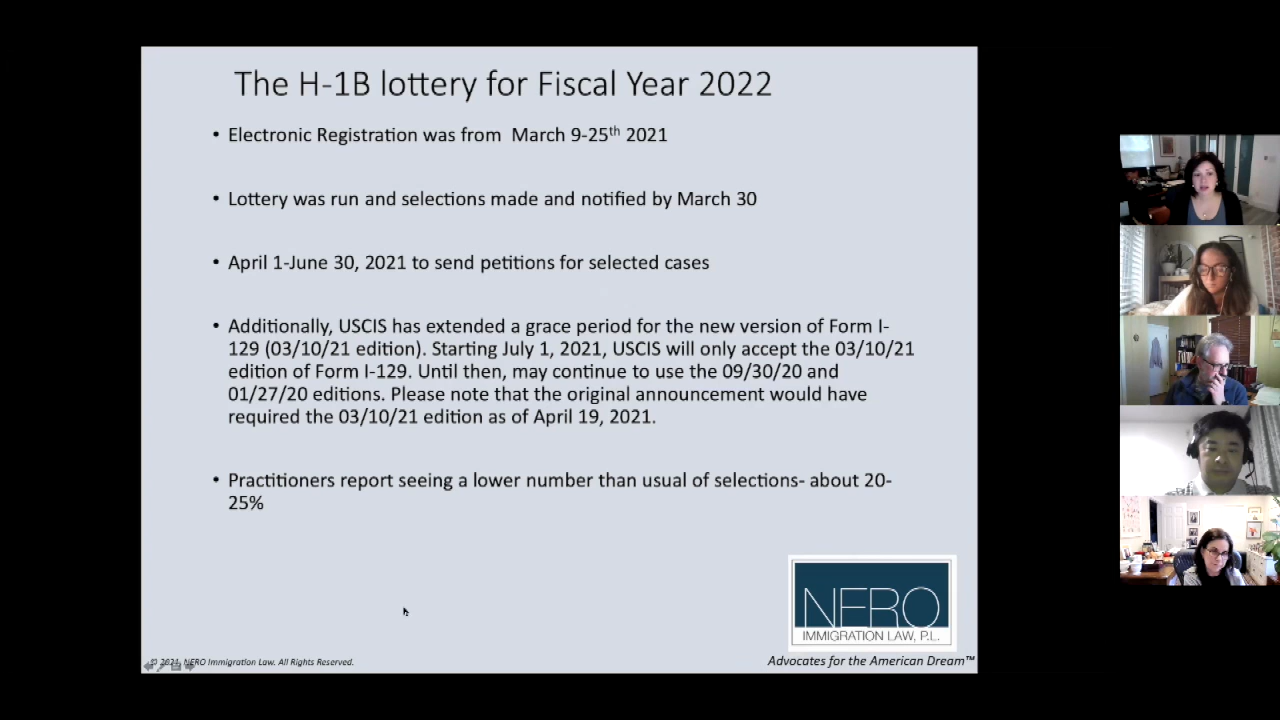 The H-1B lottery for Fiscal Year 2022
• Electronic Registration was from  March 9-25th 2021
• Lottery was run and selections made and notified by March 30
• April 1-June 30, 2021 to send petitions for selected cases
• Additionally, USCIS has extended a grace period for the new version of Form I-
129 (03/10/21 edition). Starting July 1, 2021, USCIS will only accept the 03/10/21
edition of Form I-129. Until then, may continue to use the 09/30/20 and
01/27/20 editions. Please note that the original announcement would have
required the 03/10/21 edition as of April 19, 2021.
• Practitioners report seeing a lower number than usual of selections- about 20-
25%
NERO
IMMIGRATION LAW, P.L.
© 2021, NERO Immigration Law. All Rights Reserved.
Advocates for the American Dream™